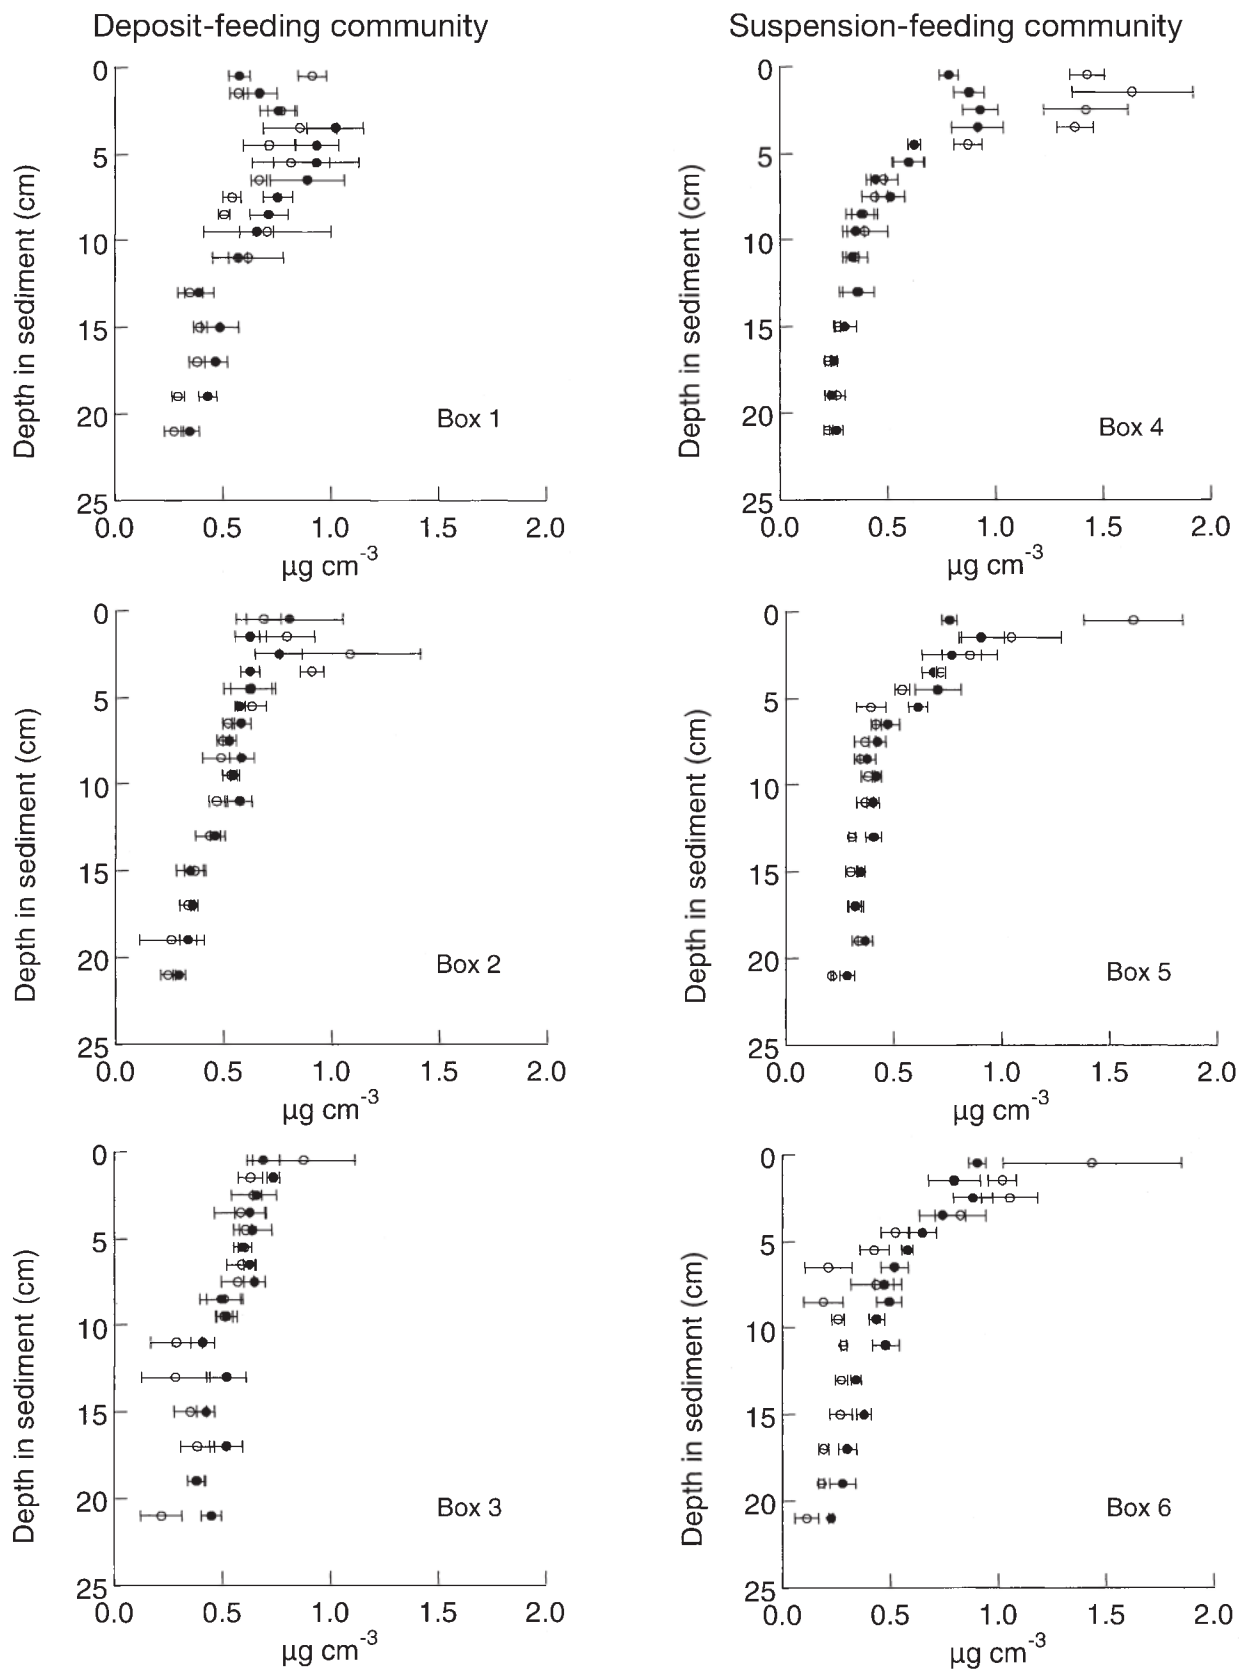 Deposit-feeding community
Suspension-feeding community
0
5
10
15
20
25
Depth in sediment (cm)
Box 1
0.0 0.5 1.0 1.5 2.0
µg cm-3
0
5
10
15
20
25
Depth in sediment (cm)
Box 4
0.0 0.5 1.0 1.5 2.0
µg cm-3
0
5
10
15
20
25
Depth in sediment (cm)
Box 2
0.0 0.5 1.0 1.5 2.0
µg cm-3
0
5
10
15
20
25
Depth in sediment (cm)
Box 5
0.0 0.5 1.0 1.5 2.0
µg cm-3
0
5
10
15
20
25
Depth in sediment (cm)
Box 3
0.0 0.5 1.0 1.5 2.0
µg cm-3
0
5
10
15
20
25
Depth in sediment (cm)
Box 6
0.0 0.5 1.0 1.5 2.0
µg cm-3